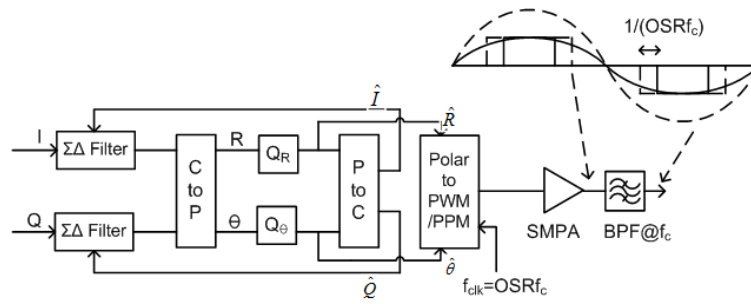 1/(OSRf_c)
Î
R̂
I
ΣΔ Filter
C
to
P
R
Q_R
P
to
C
Polar
to
PWM
/PPM
Q
ΣΔ Filter
θ
Q_θ
SMPA
BPF@f_c
Q̂
θ̂
f_clk=OSRf_c